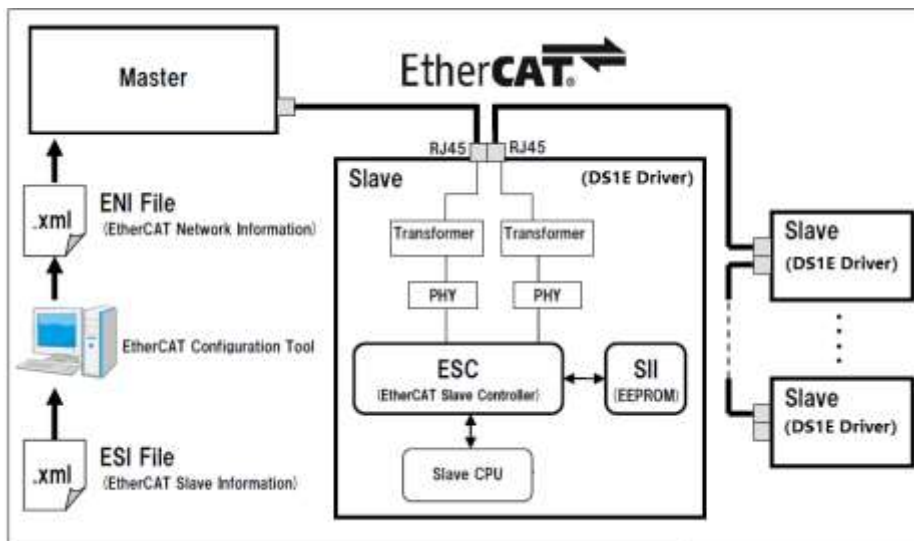 Master
EtherCAT®
RJ45
RJ45
Slave
(DS1E Driver)
ENI File
(EtherCAT Network Information)
.xml
Transformer
Transformer
PHY
PHY
EtherCAT Configuration Tool
ESC
(EtherCAT Slave Controller)
SII
(EEPROM)
Slave CPU
ESI File
(EtherCAT Slave Information)
.xml
Slave
(DS1E Driver)
Slave
(DS1E Driver)